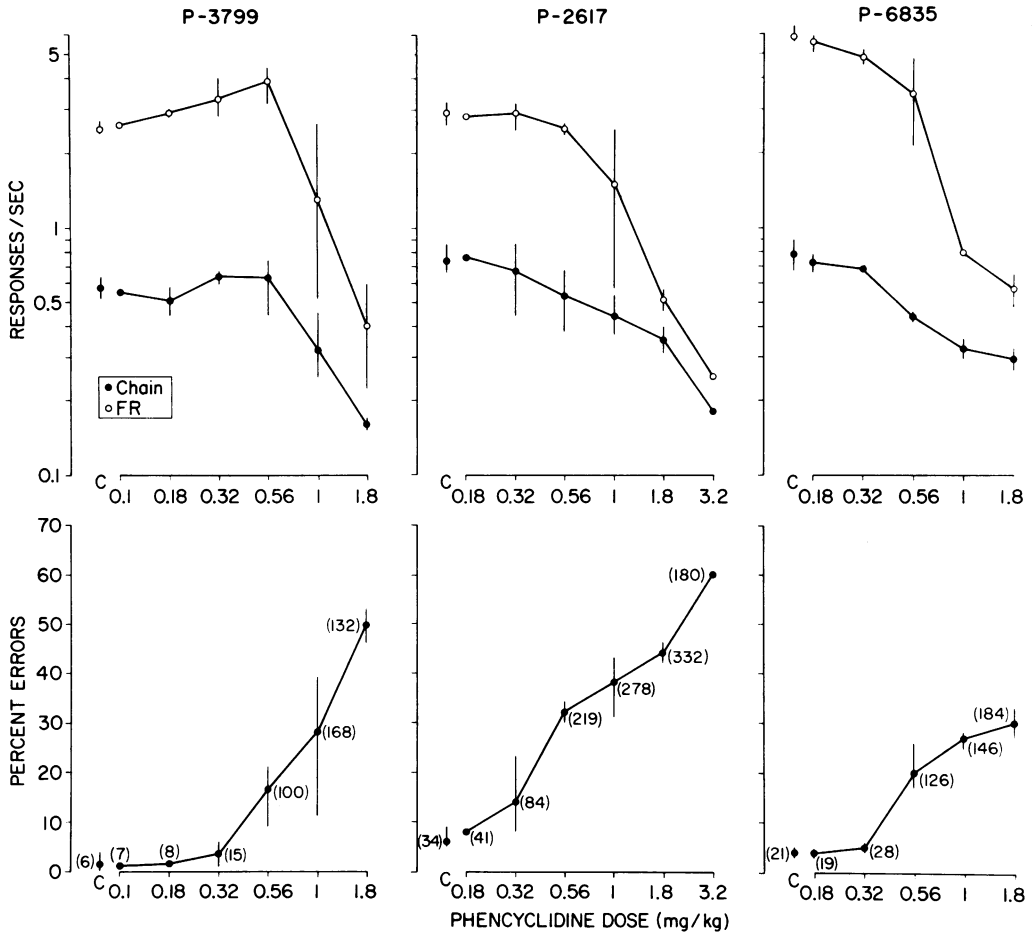 P-3799 P-2617 P-6835
5
1
0.5
0.1
RESPONSES/SEC
Chain
FR
C 0.1 0.18 0.32 0.56 1 1.8
C 0.18 0.32 0.56 1 1.8 3.2
C 0.18 0.32 0.56 1 1.8
70
60
50
40
30
20
10
0
PERCENT ERRORS
(6) (7) (8) (15) (100) (168) (132)
(34) (41) (84) (219) (278) (332) (180)
(21) (19) (28) (126) (146) (184)
C 0.1 0.18 0.32 0.56 1 1.8
C 0.18 0.32 0.56 1 1.8 3.2
C 0.18 0.32 0.56 1 1.8
PHENCYCLIDINE DOSE (mg/kg)